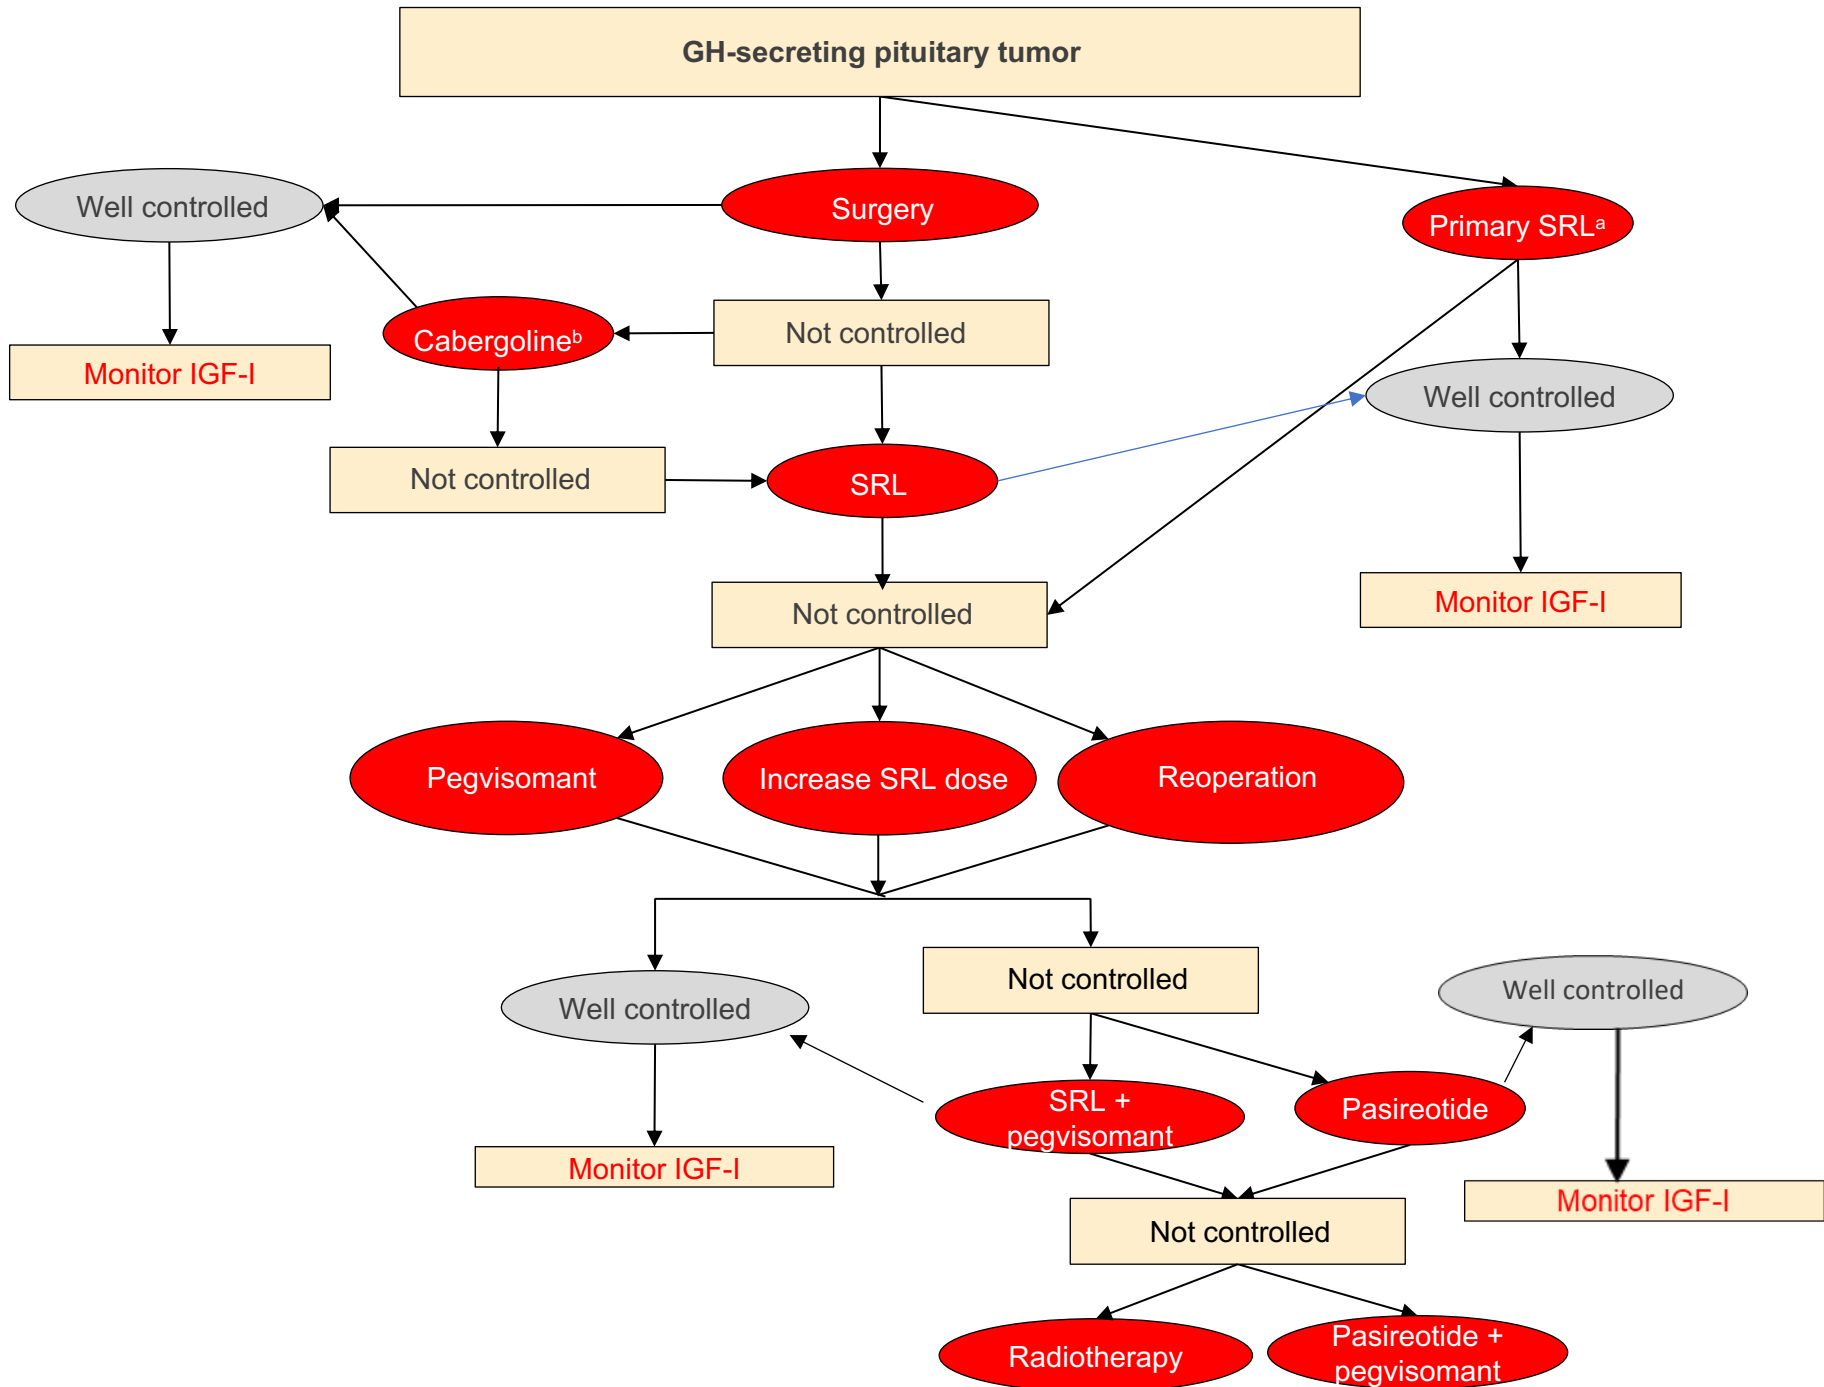 GH-secreting pituitary tumor
Well controlled
Surgery
Primary SRLᵃ
Cabergolineᵇ
Not controlled
Monitor IGF-I
Well controlled
Not controlled
SRL
Not controlled
Monitor IGF-I
Pegvisomant
Increase SRL dose
Reoperation
Not controlled
Well controlled
Well controlled
SRL +
pegvisomant
Pasireotide
Monitor IGF-I
Monitor IGF-I
Not controlled
Radiotherapy
Pasireotide +
pegvisomant